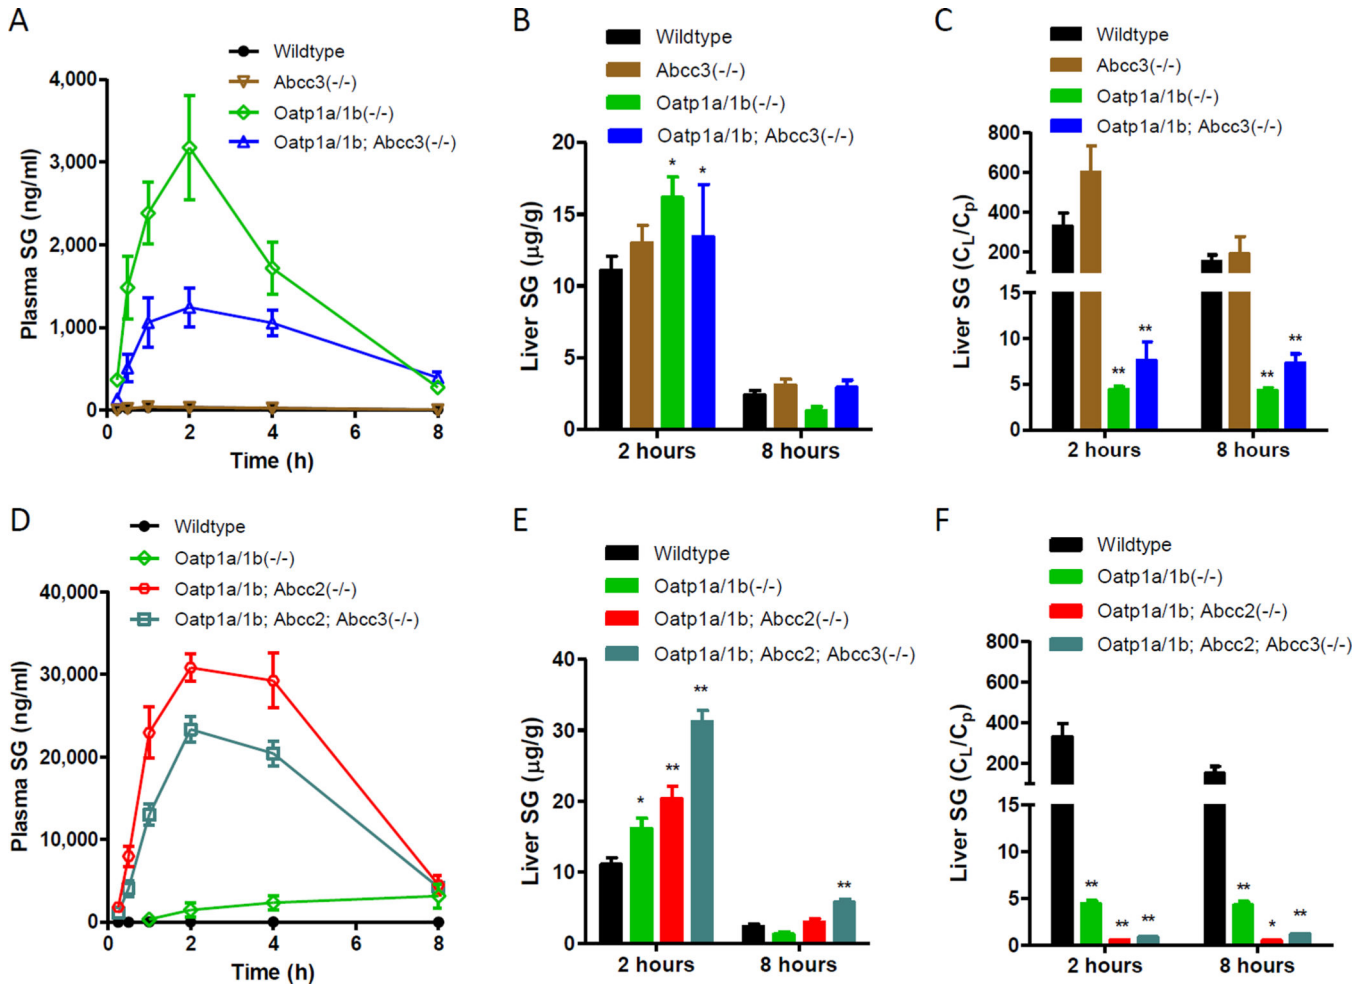 A
Wildtype
Abcc3(-/-)
Oatp1a/1b(-/-)
Oatp1a/1b; Abcc3(-/-)
Plasma SG (ng/ml)
4,000
3,000
2,000
1,000
0
0 2 4 6 8
Time (h)
B
Wildtype
Abcc3(-/-)
Oatp1a/1b(-/-)
Oatp1a/1b; Abcc3(-/-)
Liver SG (µg/g)
20
15
10
5
0
* *
2 hours 8 hours
C
Wildtype
Abcc3(-/-)
Oatp1a/1b(-/-)
Oatp1a/1b; Abcc3(-/-)
Liver SG (CL/Cp)
800
600
400
200
15
10
5
0
** ** ** **
2 hours 8 hours
D
Wildtype
Oatp1a/1b(-/-)
Oatp1a/1b; Abcc2(-/-)
Oatp1a/1b; Abcc2; Abcc3(-/-)
Plasma SG (ng/ml)
40,000
30,000
20,000
10,000
0
0 2 4 6 8
Time (h)
E
Wildtype
Oatp1a/1b(-/-)
Oatp1a/1b; Abcc2(-/-)
Oatp1a/1b; Abcc2; Abcc3(-/-)
Liver SG (µg/g)
40
30
20
10
0
* ** ** **
2 hours 8 hours
F
Wildtype
Oatp1a/1b(-/-)
Oatp1a/1b; Abcc2(-/-)
Oatp1a/1b; Abcc2; Abcc3(-/-)
Liver SG (CL/Cp)
800
600
400
200
15
10
5
0
** ** ** ** * **
2 hours 8 hours